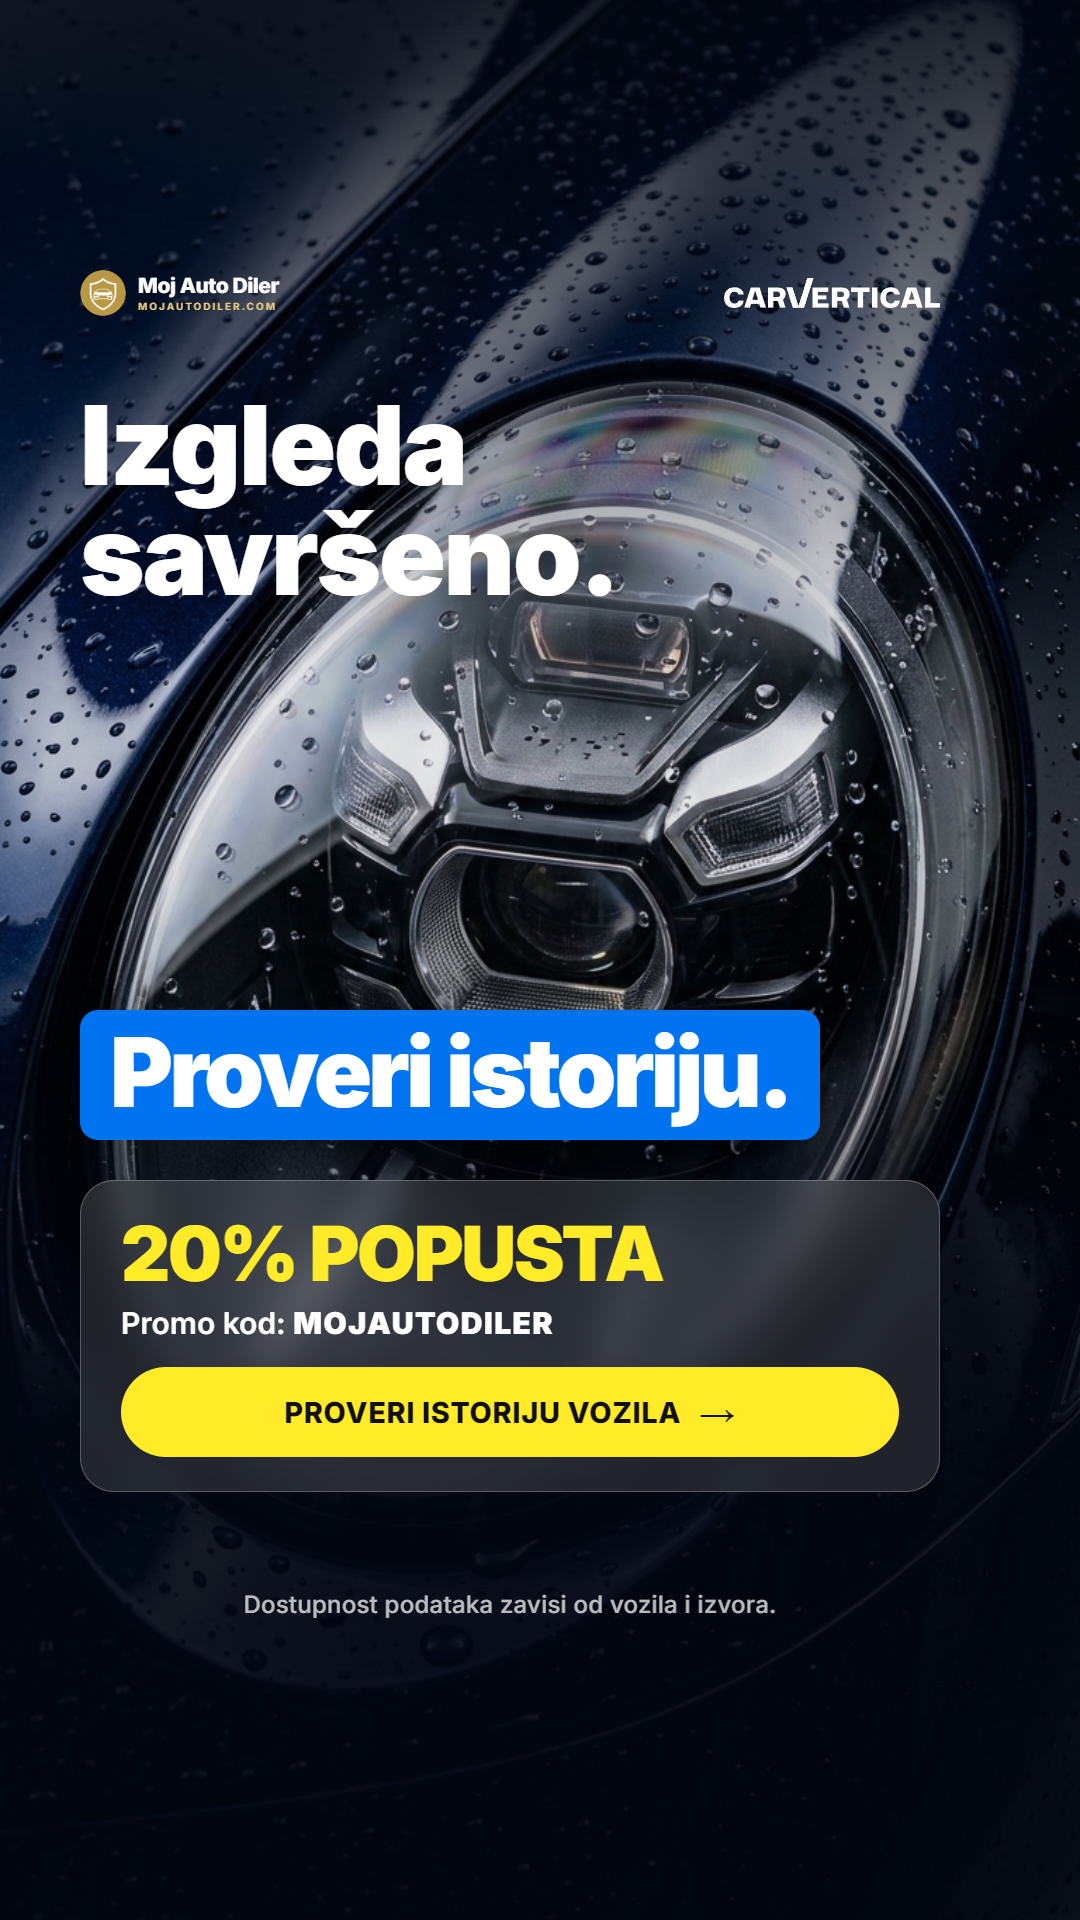 Moj Auto Diler
MOJAUTODILER.COM
CARVERTICAL
Izgleda
savršeno.
Proveri istoriju.
20% POPUSTA
Promo kod: MOJAUTODILER
PROVERI ISTORIJU VOZILA →
Dostupnost podataka zavisi od vozila i izvora.